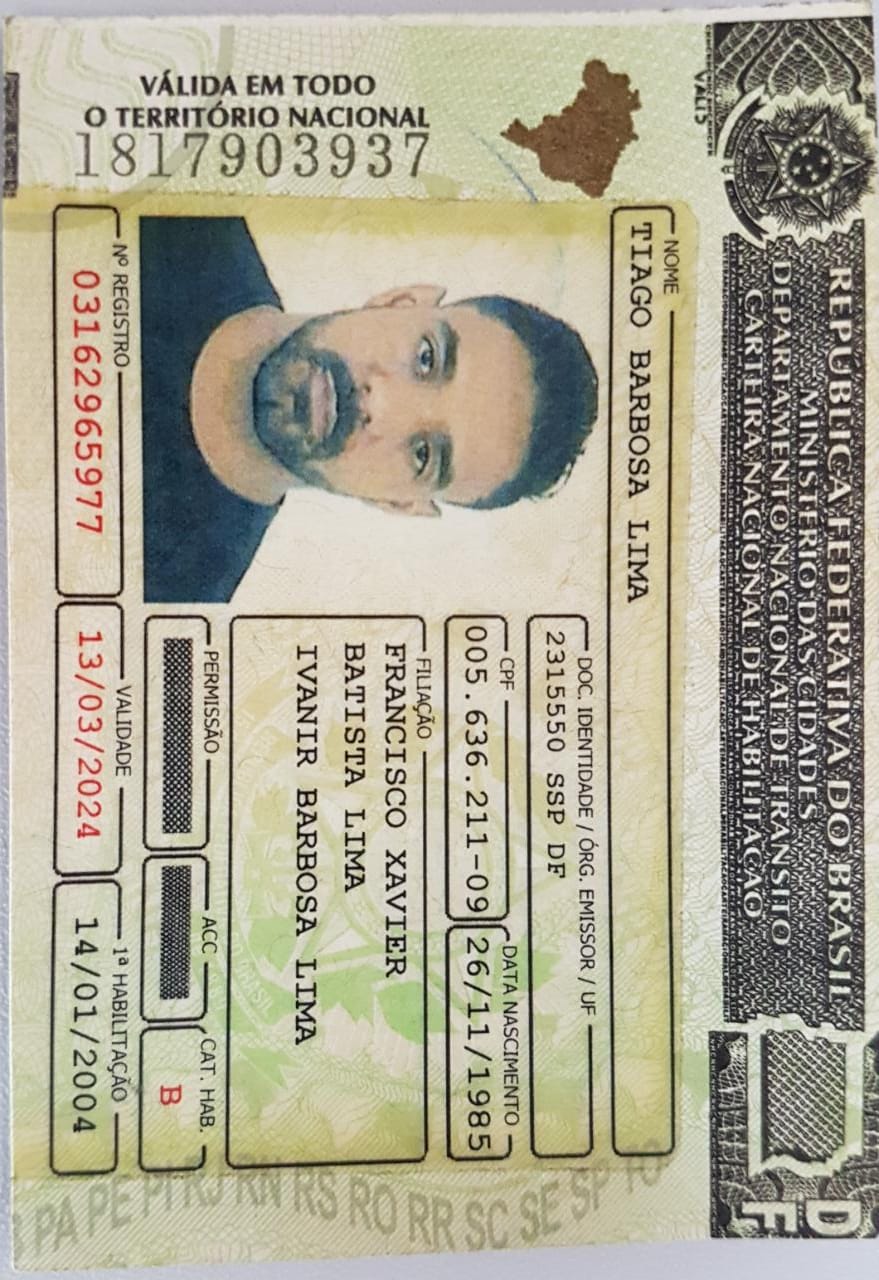 REPÚBLICA FEDERATIVA DO BRASIL
MINISTÉRIO DAS CIDADES
DEPARTAMENTO NACIONAL DE TRÂNSITO
CARTEIRA NACIONAL DE HABILITAÇÃO
DF
NOME
TIAGO BARBOSA LIMA
DOC. IDENTIDADE / ÓRG. EMISSOR / UF
2315550 SSP DF
CPF
005.636.211-09
DATA NASCIMENTO
26/11/1985
FILIAÇÃO
FRANCISCO XAVIER
BATISTA LIMA
IVANIR BARBOSA LIMA
PERMISSÃO
ACC
CAT. HAB.
B
Nº REGISTRO
03162965977
VALIDADE
13/03/2024
1ª HABILITAÇÃO
14/01/2004
VÁLIDA EM TODO
O TERRITÓRIO NACIONAL
1817903937
PA PE PI RJ RN RS RO RR SC SE SP TO